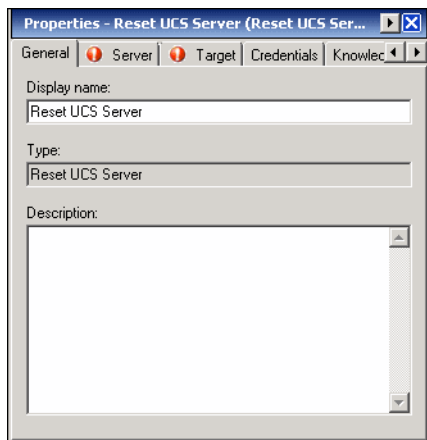 Properties - Reset UCS Server (Reset UCS Ser...
General Server Target Credentials Knowlec
Display name:
Reset UCS Server
Type:
Reset UCS Server
Description: